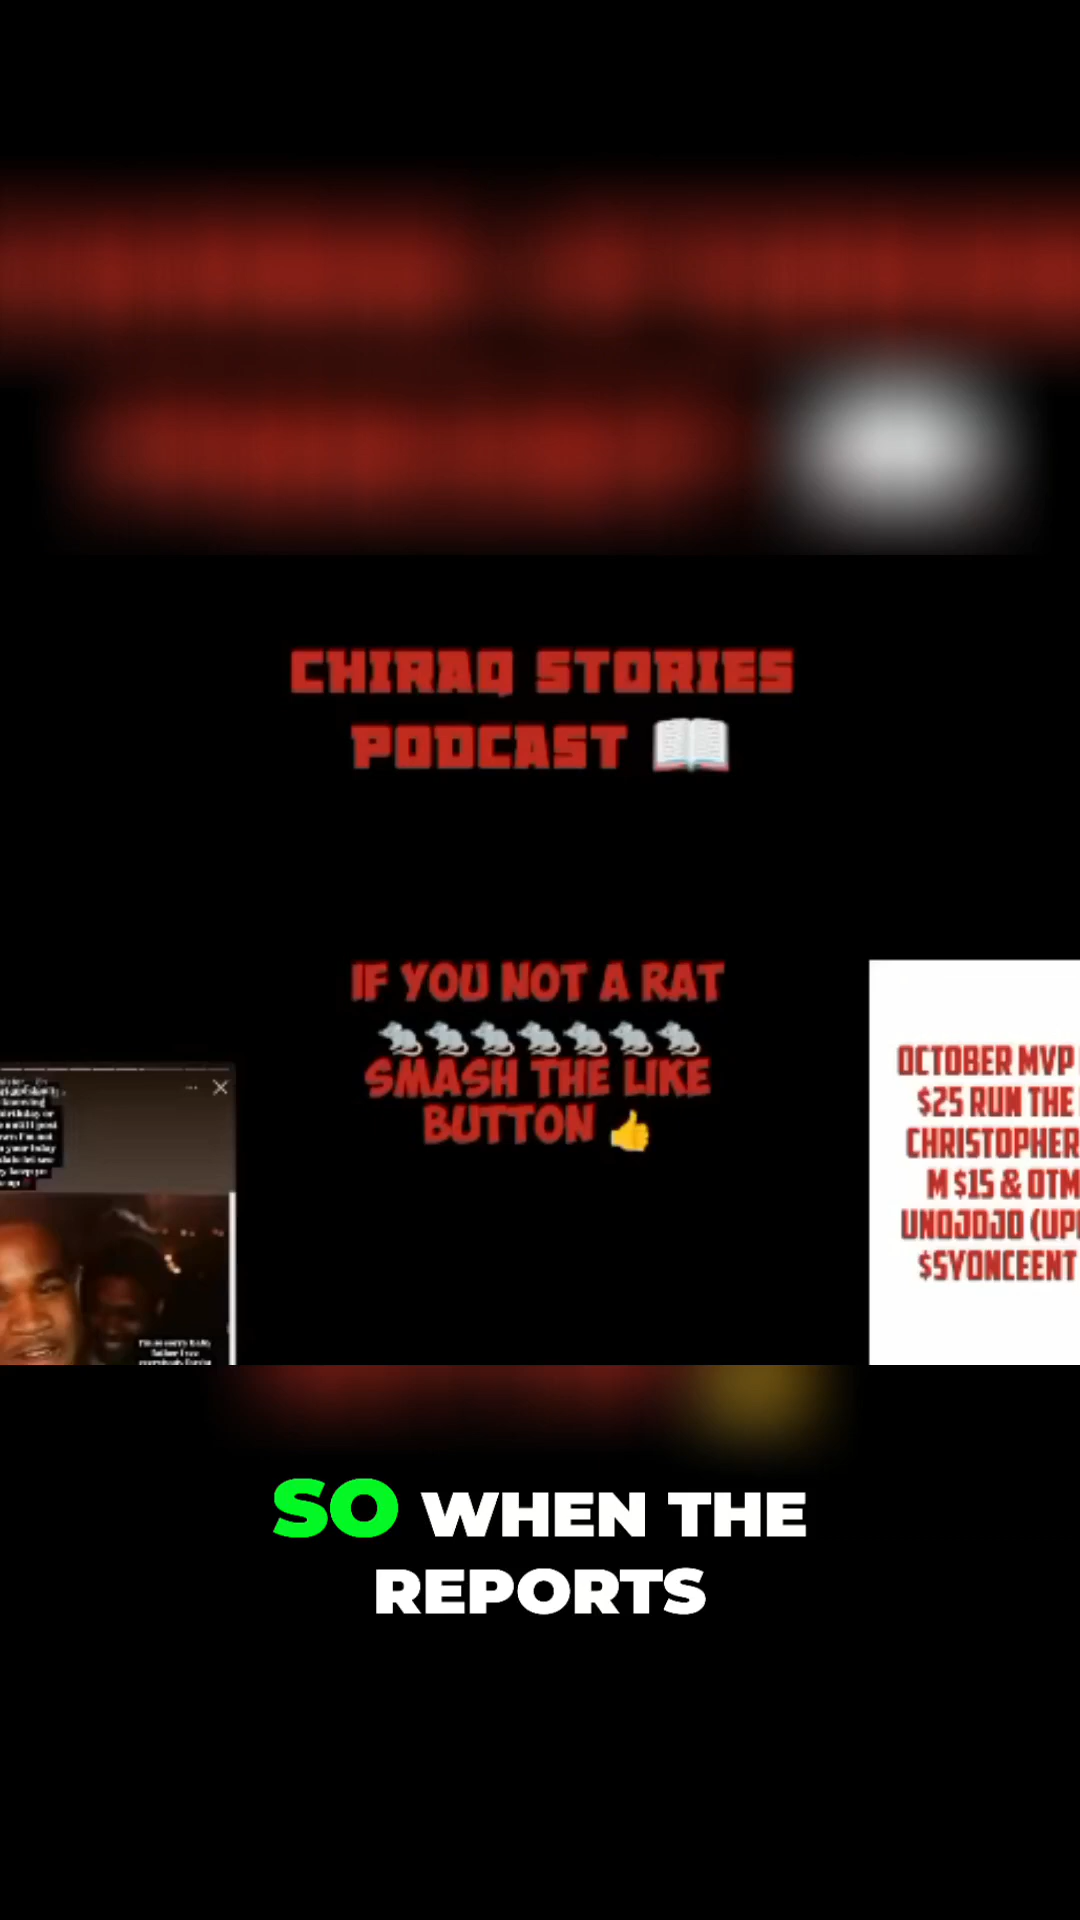 CHIRAQ STORIES
PODCAST 📖
IF YOU NOT A RAT
🐁🐁🐁🐁🐁🐁🐁
SMASH THE LIKE
BUTTON 👍
OCTOBER MVP
$25 RUN THE
CHRISTOPHER
M $15 & OTM
UNOJOJO (UP
$5YONCEENT
SO WHEN THE
REPORTS